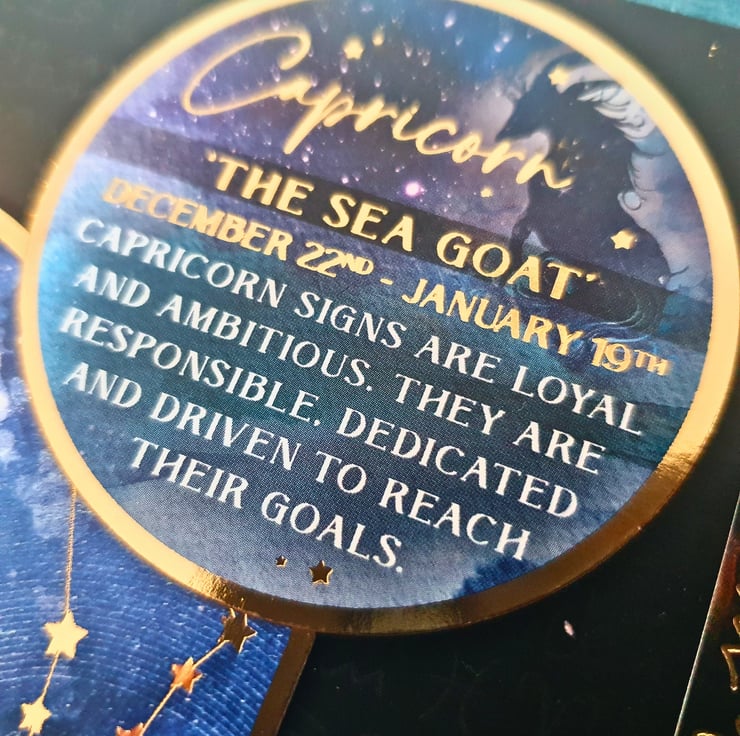 Capricorn
'THE SEA GOAT'
DECEMBER 22ND - JANUARY 19TH
CAPRICORN SIGNS ARE LOYAL
AND AMBITIOUS. THEY ARE
RESPONSIBLE, DEDICATED
AND DRIVEN TO REACH
THEIR GOALS.